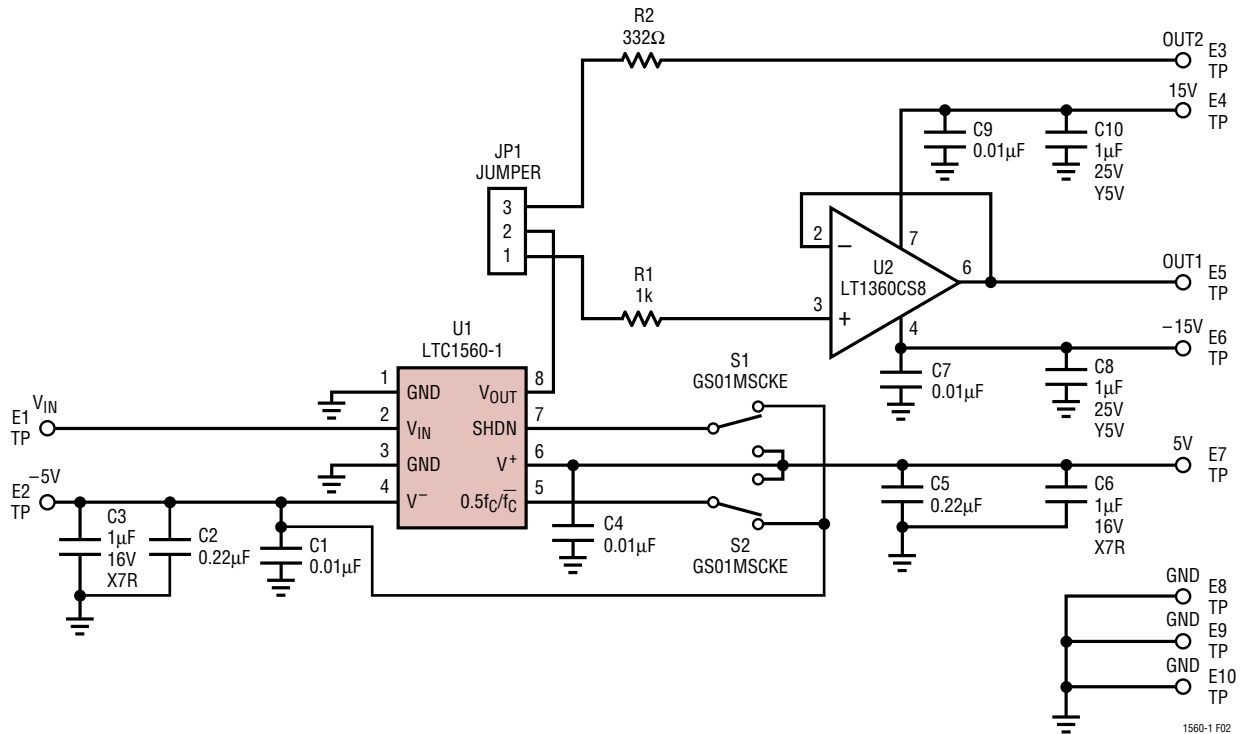 R2
332Ω
OUT2
E3
TP
15V
E4
TP
C9
0.01µF
C10
1µF
25V
Y5V
JP1
JUMPER
3
2
1
2
–
7
U2
LT1360CS8
6
3
+
4
OUT1
E5
TP
R1
1k
–15V
E6
TP
C7
0.01µF
C8
1µF
25V
Y5V
U1
LTC1560-1
S1
GS01MSCKE
1
GND
VOUT
8
VIN
E1
TP
2
VIN
SHDN
7
3
GND
V+
6
5V
E7
TP
–5V
E2
TP
4
V–
0.5fC/f̅C̅
5
C3
1µF
16V
X7R
C2
0.22µF
C1
0.01µF
C4
0.01µF
S2
GS01MSCKE
C5
0.22µF
C6
1µF
16V
X7R
GND
E8
TP
GND
E9
TP
GND
E10
TP
1560-1 F02